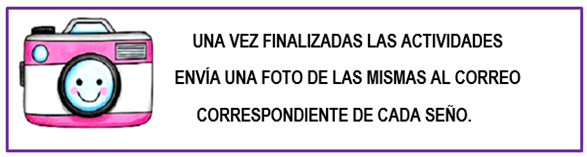 UNA VEZ FINALIZADAS LAS ACTIVIDADES
ENVÍA UNA FOTO DE LAS MISMAS AL CORREO
CORRESPONDIENTE DE CADA SEÑO.